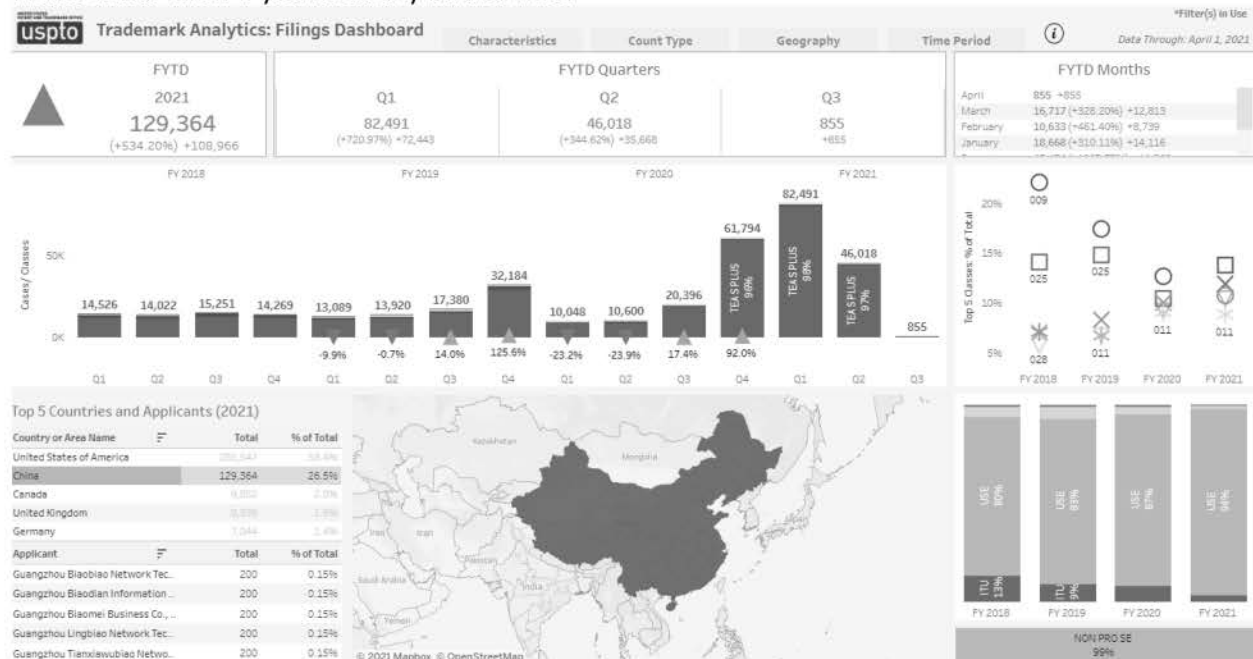 uspto Trademark Analytics: Filings Dashboard
Characteristics Count Type Geography Time Period i
*Filter(s) in Use
Data Through: April 1, 2021
FYTD
2021
129,364
(+534.20%) +108,966
FYTD Quarters
Q1 Q2 Q3
82,491 46,018 855
(+720.97%) +72,443 (+344.62%) +35,668 +855
FYTD Months
April 855 +855
March 16,717 (+328.20%) +12,813
February 10,633 (+461.40%) +8,739
January 18,668 (+310.11%) +14,116
FY 2018 FY 2019 FY 2020 FY 2021
Cases/ Classes
50K
0K
14,526 14,022 15,251 14,269 13,089 13,920 17,380 32,184 10,048 10,600 20,396 61,794 82,491 46,018 855
TEAS PLUS 96% TEAS PLUS 98% TEAS PLUS 97%
-9.9% -0.7% 14.0% 125.6% -23.2% -23.9% 17.4% 92.0%
Q1 Q2 Q3 Q4 Q1 Q2 Q3 Q4 Q1 Q2 Q3 Q4 Q1 Q2 Q3
Top 5 Classes: % of Total
20%
15%
10%
5%
009
025 025
011 011
028 011
FY 2018 FY 2019 FY 2020 FY 2021
Top 5 Countries and Applicants (2021)
Country or Area Name Total % of Total
United States of America
China 129,364 26.5%
Canada
United Kingdom
Germany
Applicant Total % of Total
Guangzhou Biaobiao Network Tec.. 200 0.15%
Guangzhou Biaodian Information .. 200 0.15%
Guangzhou Biaomei Business Co., .. 200 0.15%
Guangzhou Lingbiao Network Tec.. 200 0.15%
Guangzhou Tianxiawubiao Netwo.. 200 0.15%
Kazakhstan
Mongolia
Iran
Pakistan
Saudi Arabia
India
Yemen
© 2021 Mapbox © OpenStreetMap
USE 80% USE 83% USE 87% USE 96%
ITU 13% ITU 9%
FY 2018 FY 2019 FY 2020 FY 2021
NON PRO SE
99%